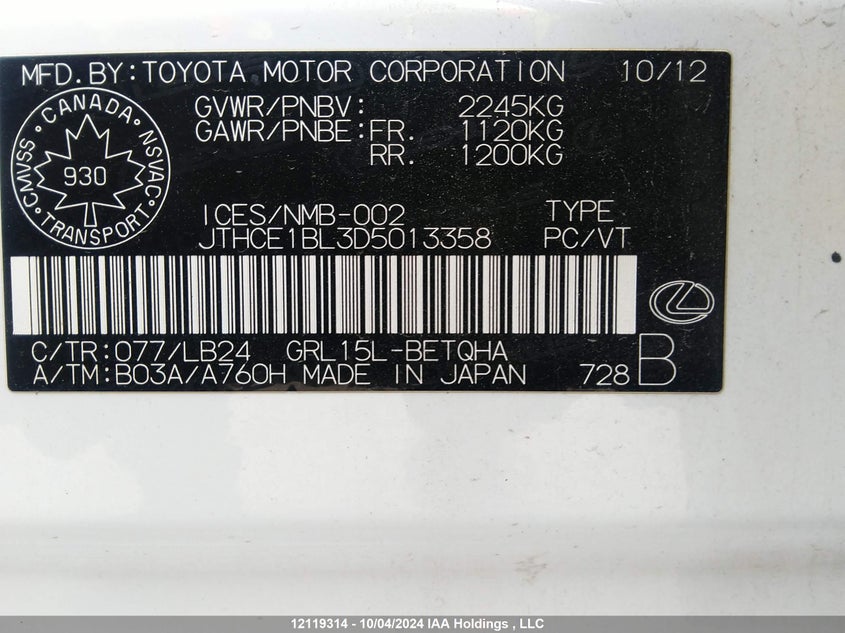 MFD.BY:TOYOTA MOTOR CORPORATION 10/12
GVWR/PNBV: 2245KG
GAWR/PNBE:FR. 1120KG
RR. 1200KG
CANADA
CMVSS NSVAC
930
TRANSPORT
ICES/NMB-002 TYPE
JTHCE1BL3D5013358 PC/VT
C/TR:077/LB24 GRL15L-BETQHA
A/TM:B03A/A760H MADE IN JAPAN 728 B
12119314 - 10/04/2024 IAA Holdings , LLC